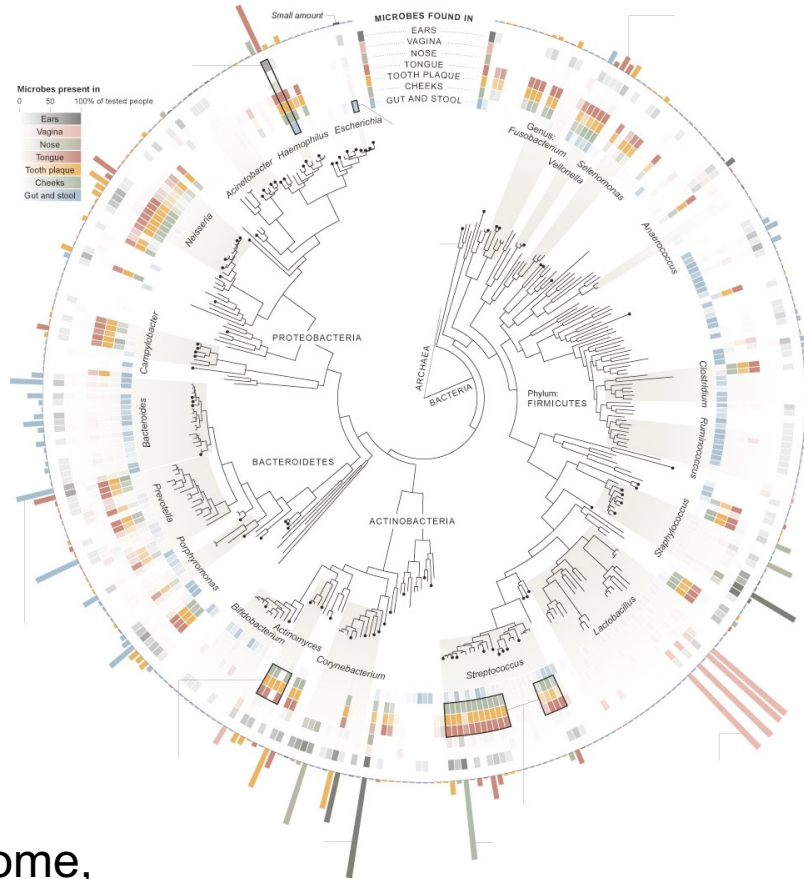 Small amount
MICROBES FOUND IN
EARS
VAGINA
NOSE
TONGUE
TOOTH PLAQUE
CHEEKS
GUT AND STOOL
Microbes present in
0 50 100% of tested people
Ears
Vagina
Nose
Tongue
Tooth plaque
Cheeks
Gut and stool
Acinetobacter
Haemophilus
Escherichia
Genus:
Fusobacterium
Vellonella
Selenomonas
Anaerococcus
Neisseria
PROTEOBACTERIA
Campylobacter
ARCHAEA
BACTERIA
Phylum:
FIRMICUTES
Clostridium
Ruminococcus
Bacteroides
BACTEROIDETES
Prevotella
Porphyromonas
ACTINOBACTERIA
Staphylococcus
Lactobacillus
Bifidobacterium
Actinomyces
Corynebacterium
Streptococcus
ome,